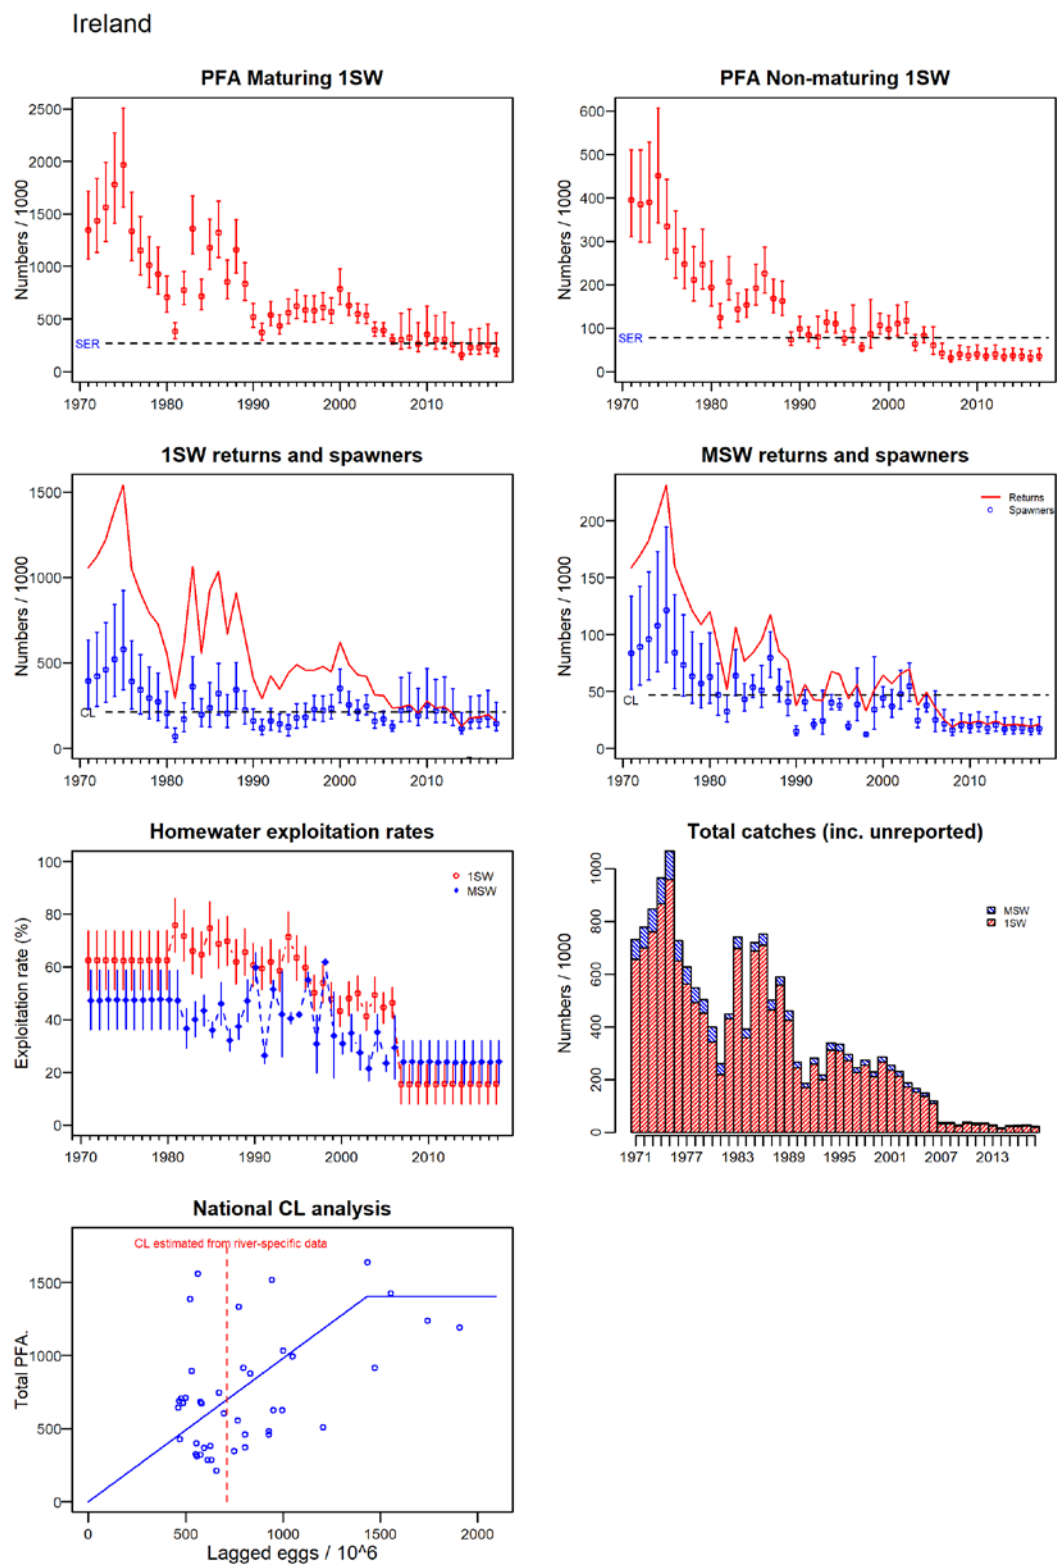 Ireland
PFA Maturing 1SW
Numbers / 1000
2500
2000
1500
1000
500
0
SER
1970 1980 1990 2000 2010
PFA Non-maturing 1SW
Numbers / 1000
600
500
400
300
200
100
0
SER
1970 1980 1990 2000 2010
1SW returns and spawners
Numbers / 1000
1500
1000
500
0
CL
1970 1980 1990 2000 2010
MSW returns and spawners
Numbers / 1000
200
150
100
50
0
CL
Returns
Spawners
1970 1980 1990 2000 2010
Homewater exploitation rates
Exploitation rate (%)
100
80
60
40
20
0
1SW
MSW
1970 1980 1990 2000 2010
Total catches (inc. unreported)
Numbers / 1000
1000
800
600
400
200
0
MSW
1SW
1971 1977 1983 1989 1995 2001 2007 2013
National CL analysis
CL estimated from river-specific data
Total PFA.
1500
1000
500
0
0 500 1000 1500 2000
Lagged eggs / 10^6